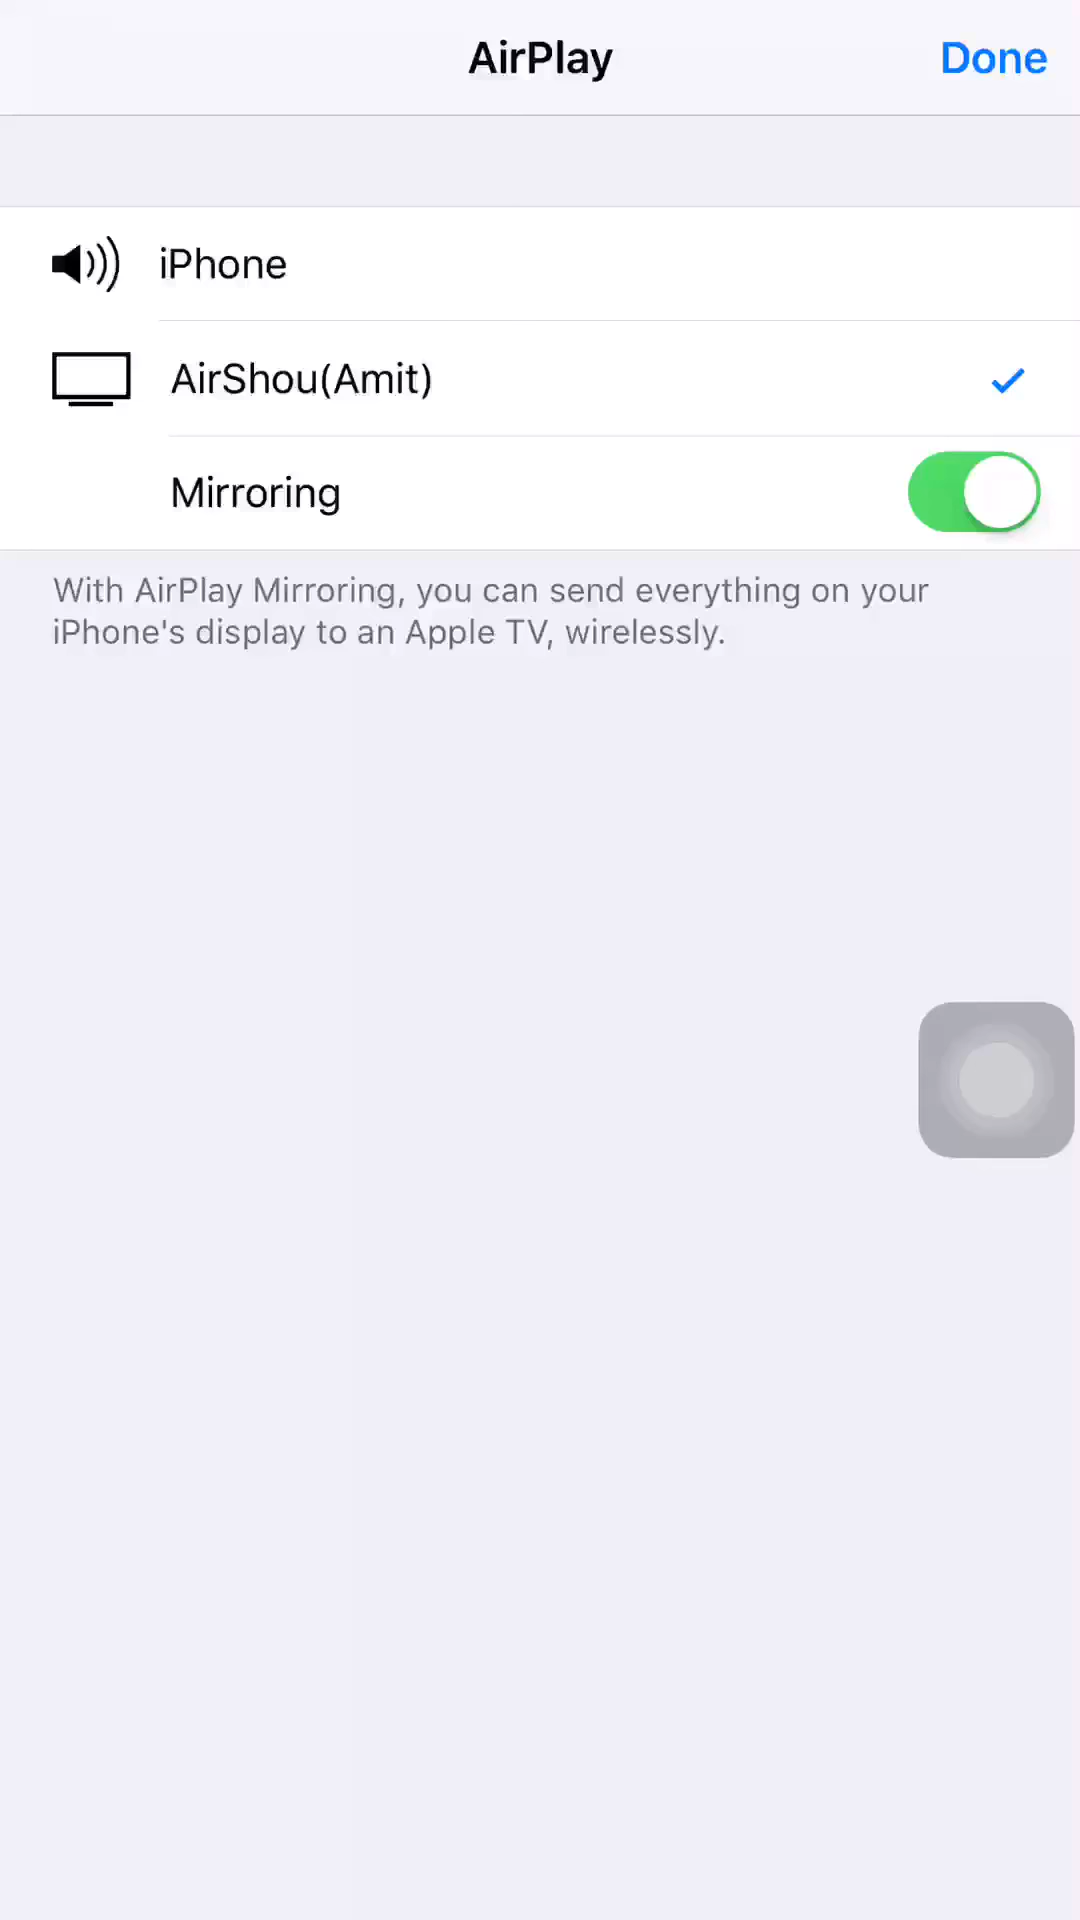 AirPlay
Done
iPhone
AirShou(Amit)
Mirroring
With AirPlay Mirroring, you can send everything on your
iPhone's display to an Apple TV, wirelessly.